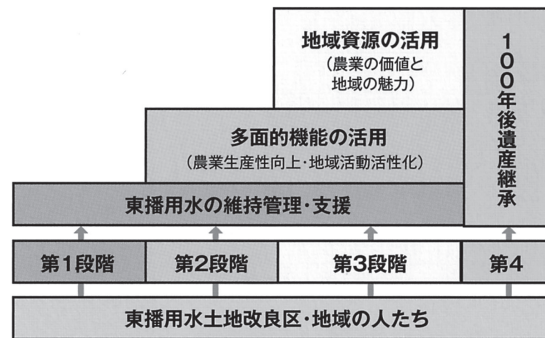 地域資源の活用
（農業の価値と
地域の魅力）
100年後遺産継承
多面的機能の活用
（農業生産性向上・地域活動活性化）
東播用水の維持管理・支援
第1段階
第2段階
第3段階
第4
東播用水土地改良区・地域の人たち